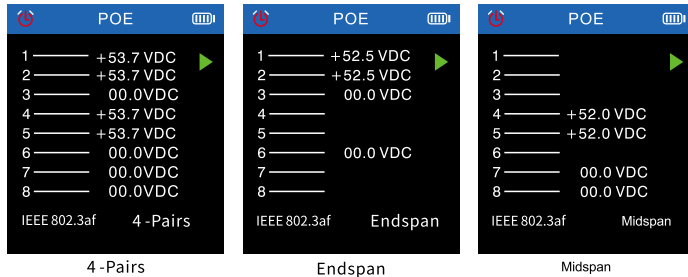 POE
1 +53.7 VDC
2 +53.7 VDC
3 00.0VDC
4 +53.7 VDC
5 +53.7 VDC
6 00.0VDC
7 00.0VDC
8 00.0VDC
IEEE 802.3af 4-Pairs
4-Pairs
POE
1 +52.5 VDC
2 +52.5 VDC
3 00.0 VDC
4
5
6 00.0 VDC
7
8
IEEE 802.3af Endspan
Endspan
POE
1
2
3
4 +52.0 VDC
5 +52.0 VDC
6
7 00.0 VDC
8 00.0 VDC
IEEE 802.3af Midspan
Midspan